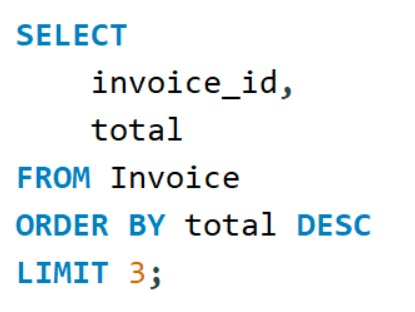 SELECT
    invoice_id,
    total
FROM Invoice
ORDER BY total DESC
LIMIT 3;